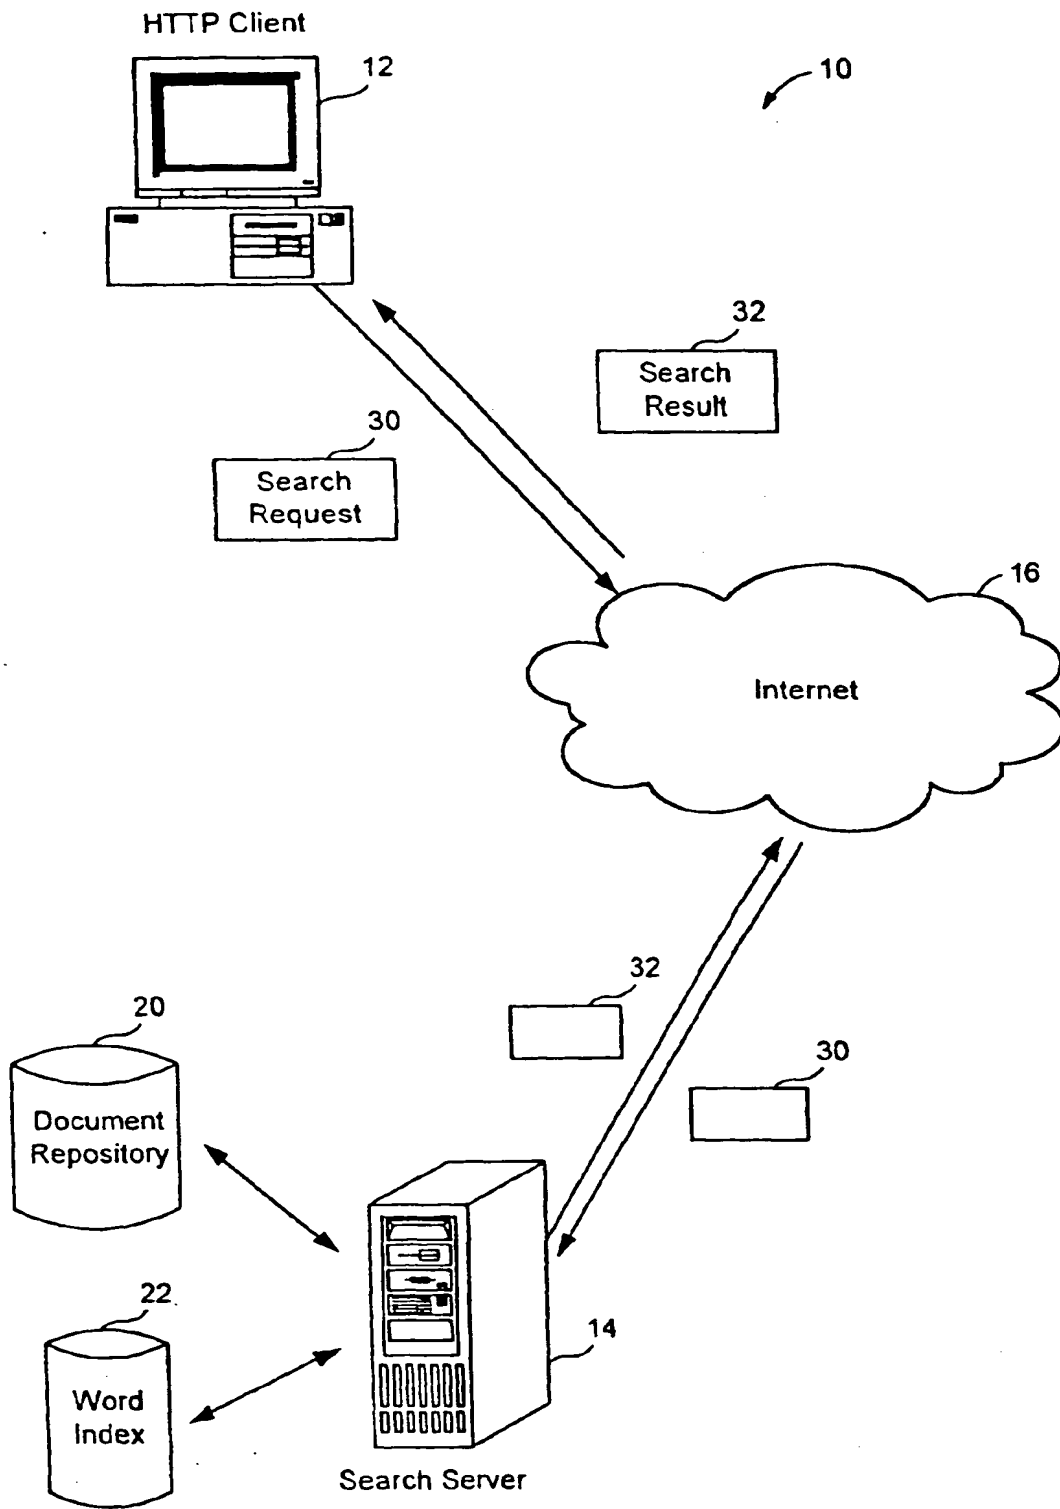 HTTP Client
12
10
32
Search
Result
30
Search
Request
16
Internet
32
30
20
Document
Repository
22
Word
Index
14
Search Server